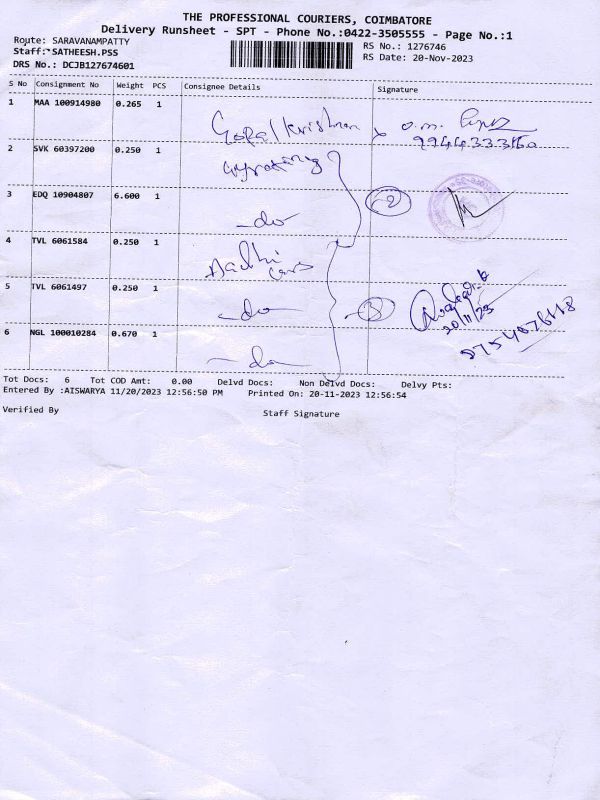 THE PROFESSIONAL COURIERS, COIMBATORE
Delivery Runsheet - SPT - Phone No.:0422-3505555 - Page No.:1
Route: SARAVANAMPATTY
RS No.: 1276746
Staff:*SATHEESH.PSS
RS Date: 20-Nov-2023
DRS No.: DCJB127674601
S No Consignment No Weight PCS Consignee Details Signature
1 MAA 100914980 0.265 1 Gopalkrishnan
2 SVK 60397200 0.250 1
3 EDQ 10904807 6.600 1 -do- 2
4 TVL 6061584 0.250 1 Aadhi Cars
5 TVL 6061497 0.250 1 -do- 3 20/11/23
6 NGL 100010284 0.670 1 -do-
Tot Docs: 6 Tot COD Amt: 0.00 Delvd Docs: Non Delvd Docs: Delvy Pts:
Entered By :AISWARYA 11/20/2023 12:56:50 PM Printed On: 20-11-2023 12:56:54
Verified By Staff Signature